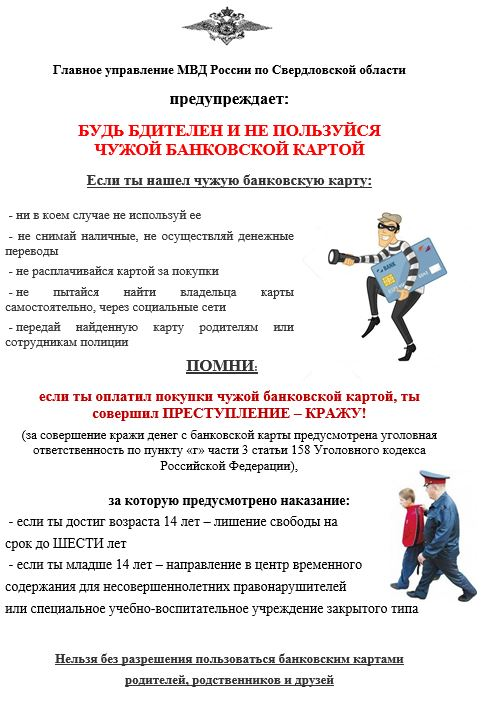 Главное управление МВД России по Свердловской области
предупреждает:
БУДЬ БДИТЕЛЕН И НЕ ПОЛЬЗУЙСЯ
ЧУЖОЙ БАНКОВСКОЙ КАРТОЙ
Если ты нашел чужую банковскую карту:
- ни в коем случае не используй ее
- не снимай наличные, не осуществляй денежные
переводы
- не расплачивайся картой за покупки
- не пытайся найти владельца карты
самостоятельно, через социальные сети
- передай найденную карту родителям или
сотрудникам полиции
BANK
ПОМНИ:
если ты оплатил покупки чужой банковской картой, ты
совершил ПРЕСТУПЛЕНИЕ – КРАЖУ!
(за совершение кражи денег с банковской карты предусмотрена уголовная
ответственность по пункту «г» части 3 статьи 158 Уголовного кодекса
Российской Федерации),
за которую предусмотрено наказание:
- если ты достиг возраста 14 лет – лишение свободы на
срок до ШЕСТИ лет
- если ты младше 14 лет – направление в центр временного
содержания для несовершеннолетних правонарушителей
или специальное учебно-воспитательное учреждение закрытого типа
Нельзя без разрешения пользоваться банковским картами
родителей, родственников и друзей